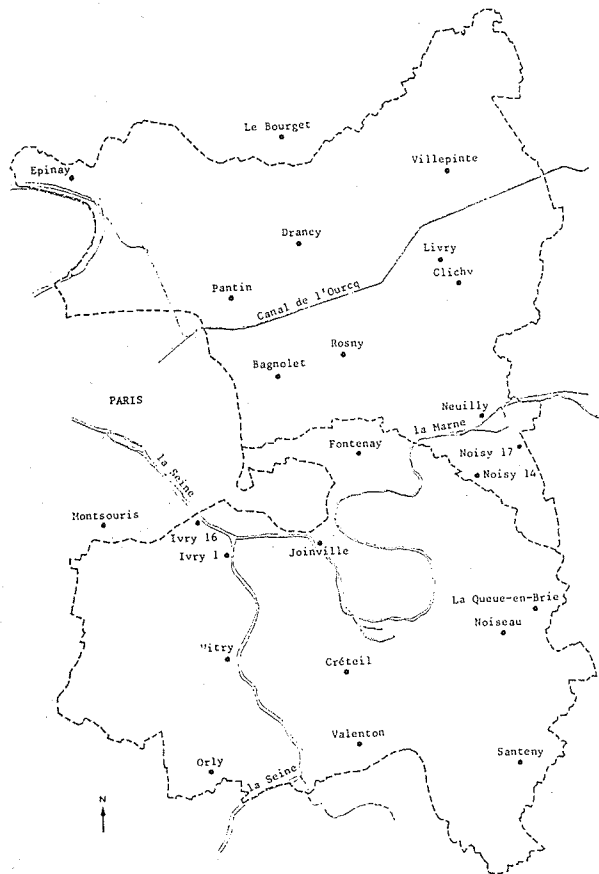 Le Bourget
Villepinte
Epinay
Drancy
Livry
Clichy
Pantin
Canal de l'Ourcq
Rosny
Bagnolet
PARIS
Neuilly
la Marne
Fontenay
Noisy 17
la Seine
Noisy 14
Montsouris
Ivry 16
Joinville
Ivry 1
La Queue-en-Brie
Noiseau
Vitry
Créteil
Valenton
Orly
Santeny
la Seine
N